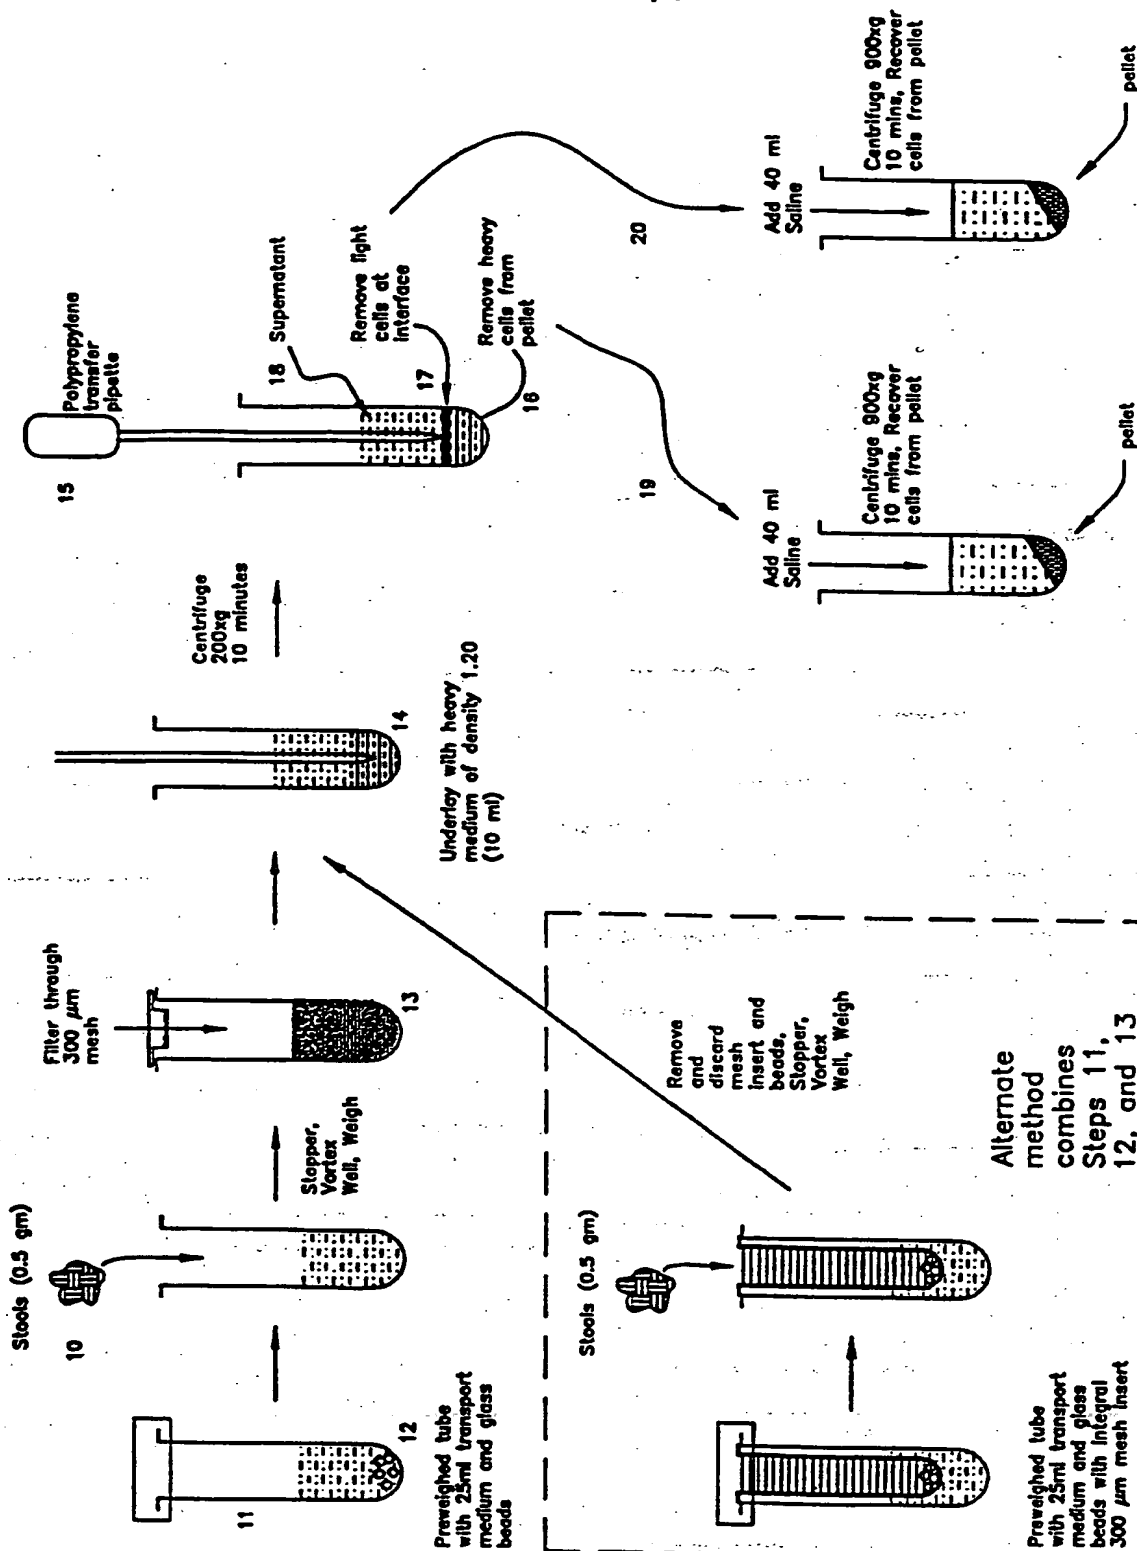 Stools (0.5 gm)
10
11
12
Preweighed tube
with 25ml transport
medium and glass
beads
Stopper,
Vortex
Well, Weigh
Filter through
300 µm
mesh
13
14
Underlay with heavy
medium of density 1.20
(10 ml)
Centrifuge
200xg
10 minutes
15
Polypropylene
transfer
pipette
18 Supernatant
Remove light
cells at
interface
17
Remove heavy
cells from
pellet
16
19
20
Add 40 ml
Saline
Centrifuge 900xg
10 mins, Recover
cells from pellet
pellet
Add 40 ml
Saline
Centrifuge 900xg
10 mins, Recover
cells from pellet
pellet
Stools (0.5 gm)
Preweighed tube
with 25ml transport
medium and glass
beads with integral
300 µm mesh insert
Remove
and
discard
mesh
insert and
beads,
Stopper,
Vortex
Well, Weigh
Alternate
method
combines
Steps 11,
12, and 13